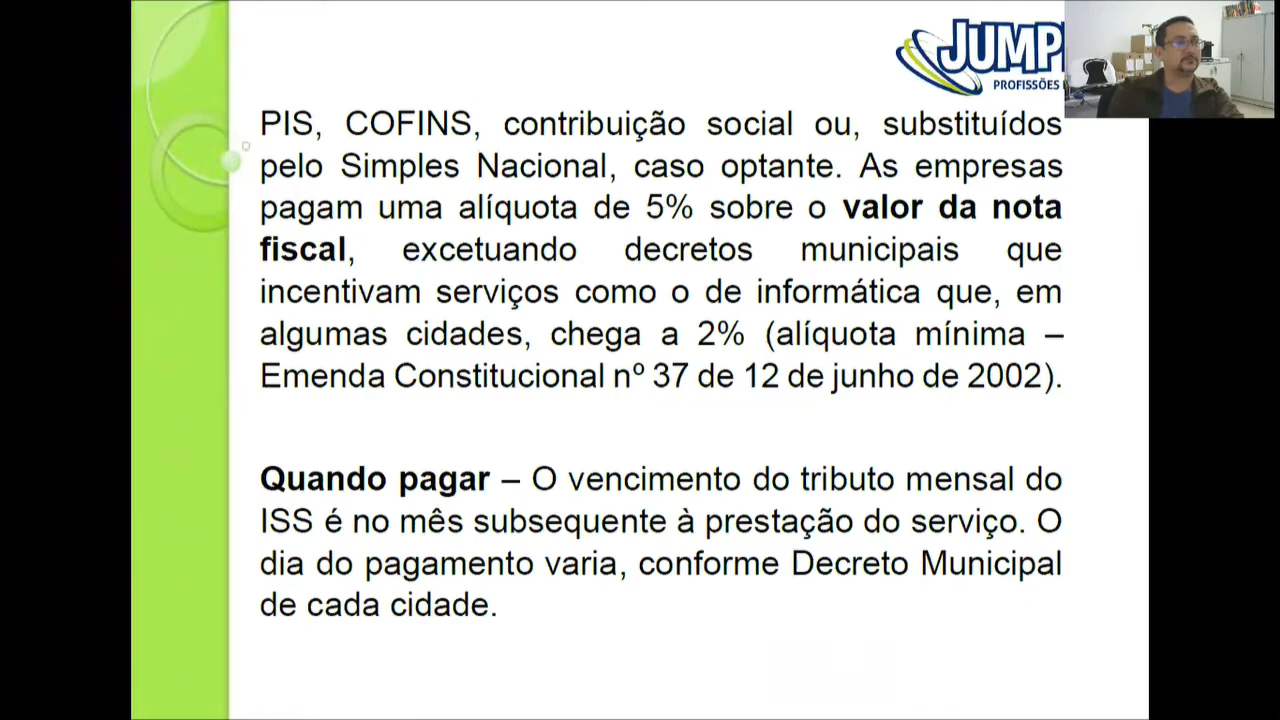 JUMP
PROFISSÕES
PIS, COFINS, contribuição social ou, substituídos
pelo Simples Nacional, caso optante. As empresas
pagam uma alíquota de 5% sobre o valor da nota
fiscal, excetuando decretos municipais que
incentivam serviços como o de informática que, em
algumas cidades, chega a 2% (alíquota mínima –
Emenda Constitucional nº 37 de 12 de junho de 2002).
Quando pagar – O vencimento do tributo mensal do
ISS é no mês subsequente à prestação do serviço. O
dia do pagamento varia, conforme Decreto Municipal
de cada cidade.